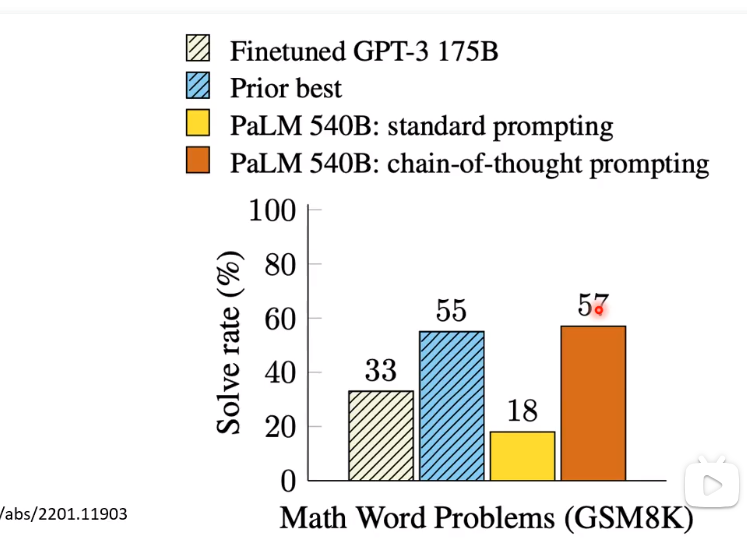 Finetuned GPT-3 175B
Prior best
PaLM 540B: standard prompting
PaLM 540B: chain-of-thought prompting
Solve rate (%)
100
80
60
40
20
0
33
55
18
57
Math Word Problems (GSM8K)
/abs/2201.11903